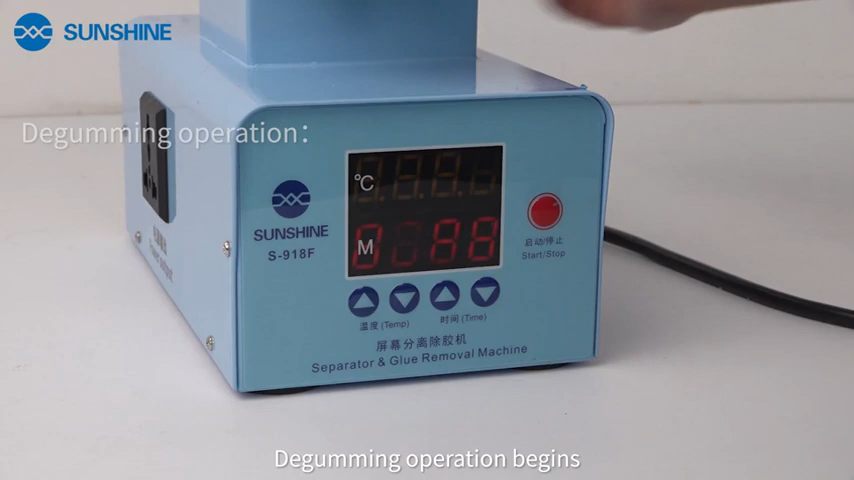 SUNSHINE
Degumming operation:
℃
M
SUNSHINE
S-918F
启动/停止
Start/Stop
温度 (Temp)
时间 (Time)
屏幕分离除胶机
Separator & Glue Removal Machine
Degumming operation begins